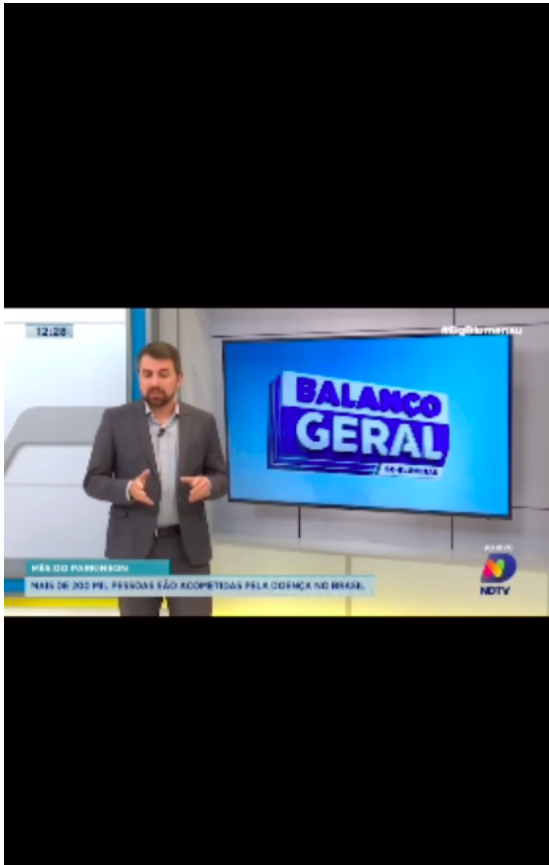 12:28
BALANÇO
GERAL
MÊS DO PARKINSON
MAIS DE 200 MIL PESSOAS SÃO ACOMETIDAS PELA DOENÇA NO BRASIL
NDTV